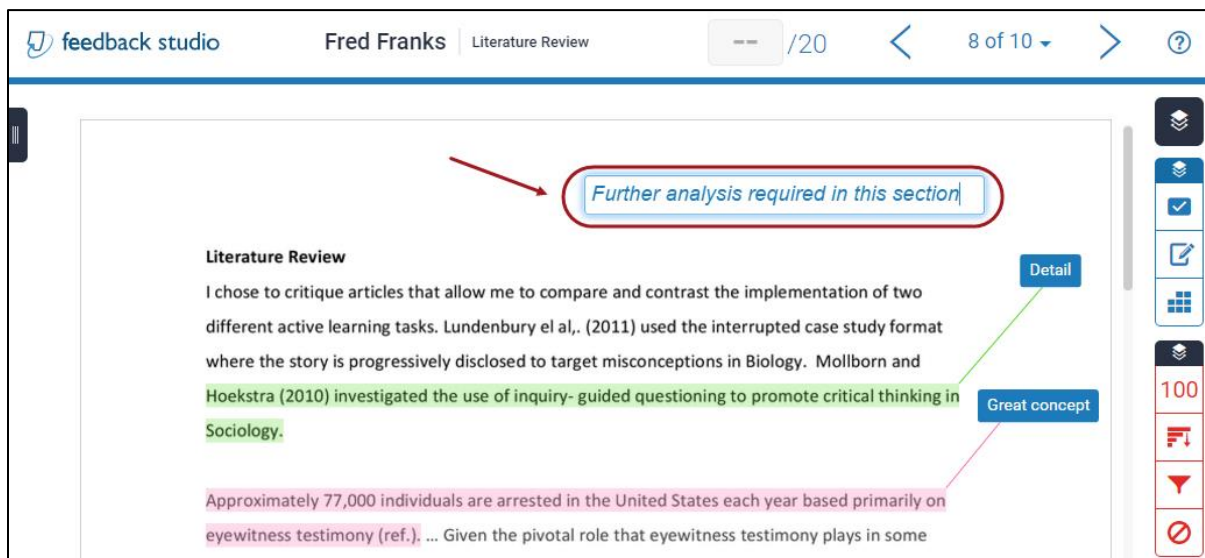 feedback studio
Fred Franks
Literature Review
-- /20
8 of 10
?
Further analysis required in this section
Literature Review
Detail
I chose to critique articles that allow me to compare and contrast the implementation of two
different active learning tasks. Lundenbury el al,. (2011) used the interrupted case study format
where the story is progressively disclosed to target misconceptions in Biology.  Mollborn and
Hoekstra (2010) investigated the use of inquiry- guided questioning to promote critical thinking in
Sociology.
Great concept
100
Approximately 77,000 individuals are arrested in the United States each year based primarily on
eyewitness testimony (ref.). ... Given the pivotal role that eyewitness testimony plays in some